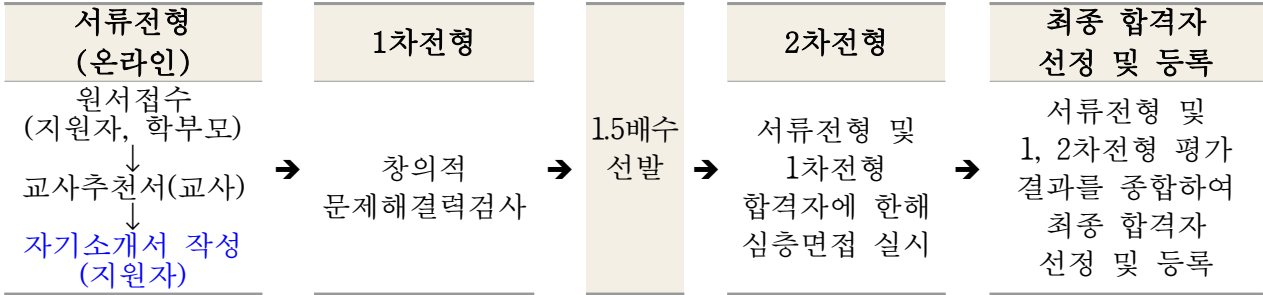 서류전형
(온라인)
원서접수
(지원자, 학부모)
↓
교사추천서(교사)
↓
자기소개서 작성
(지원자)
➔
1차전형
창의적
문제해결력검사
➔
1.5배수
선발
➔
2차전형
서류전형 및
1차전형
합격자에 한해
심층면접 실시
➔
최종 합격자
선정 및 등록
서류전형 및
1, 2차전형 평가
결과를 종합하여
최종 합격자
선정 및 등록